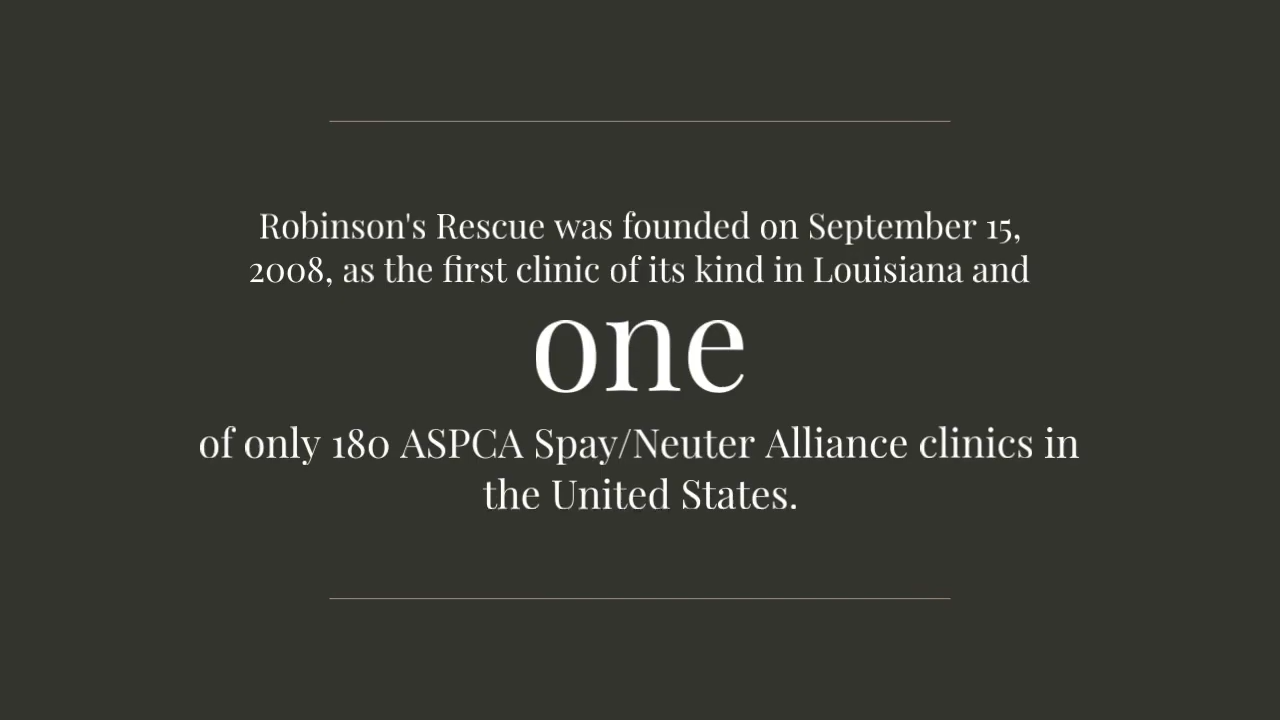 Robinson's Rescue was founded on September 15,
2008, as the first clinic of its kind in Louisiana and
one
of only 180 ASPCA Spay/Neuter Alliance clinics in
the United States.